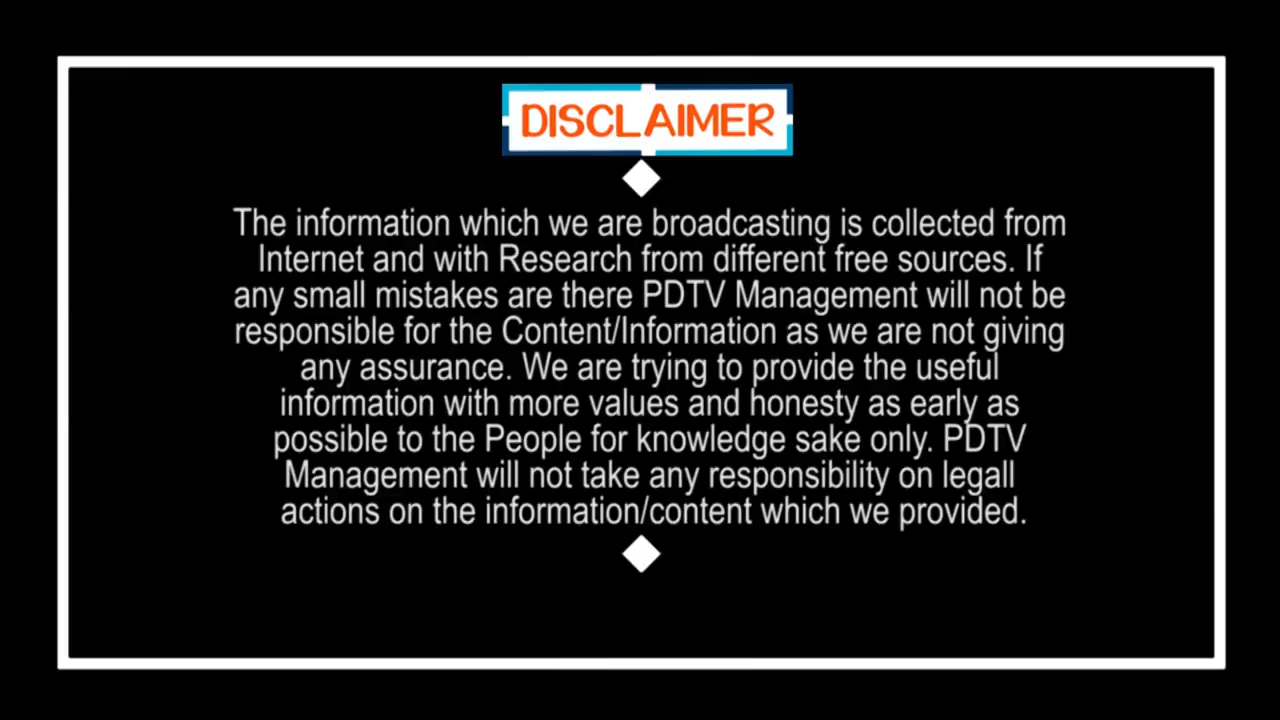 DISCLAIMER
The information which we are broadcasting is collected from
Internet and with Research from different free sources. If
any small mistakes are there PDTV Management will not be
responsible for the Content/Information as we are not giving
any assurance. We are trying to provide the useful
information with more values and honesty as early as
possible to the People for knowledge sake only. PDTV
Management will not take any responsibility on legall
actions on the information/content which we provided.